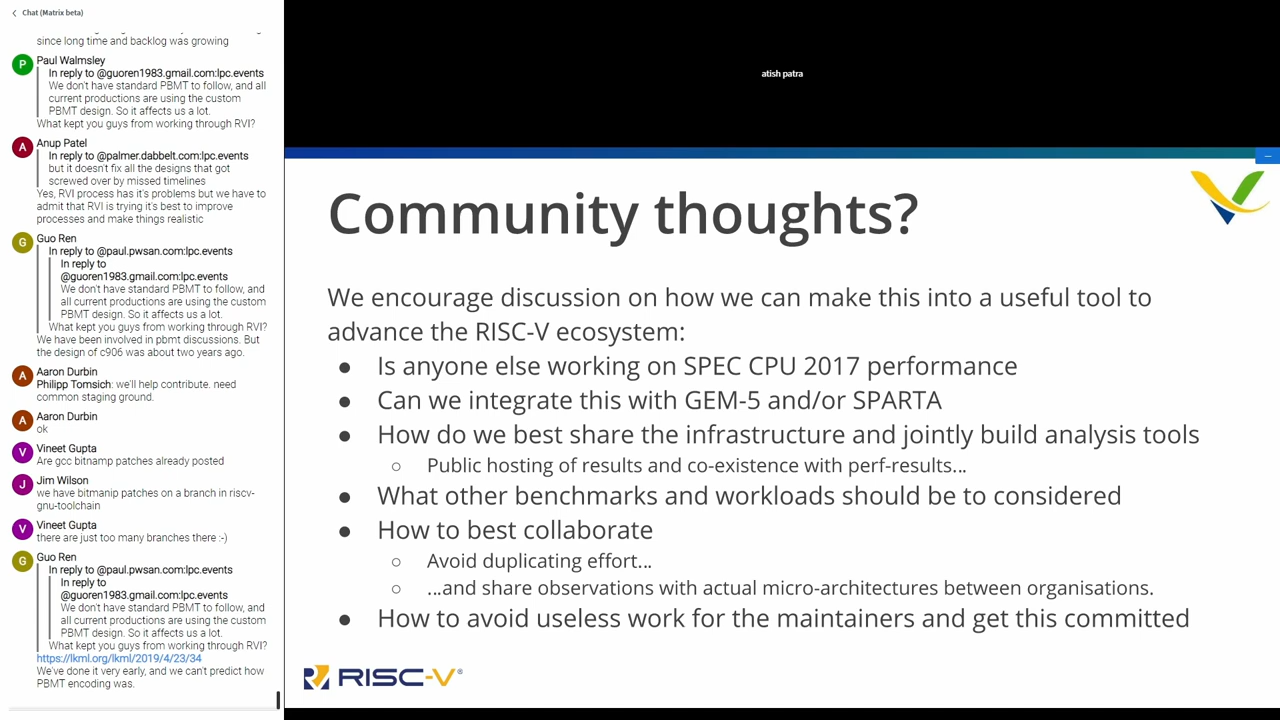 Chat (Matrix beta)
since long time and backlog was growing
P
Paul Walmsley
In reply to @guoren1983.gmail.com:lpc.events
We don't have standard PBMT to follow, and all
current productions are using the custom
PBMT design. So it affects us a lot.
What kept you guys from working through RVI?
A
Anup Patel
In reply to @palmer.dabbelt.com:lpc.events
but it doesn't fix all the designs that got
screwed over by missed timelines
Yes, RVI process has it's problems but we have to
admit that RVI is trying it's best to improve
processes and make things realistic
G
Guo Ren
In reply to @paul.pwsan.com:lpc.events
In reply to
@guoren1983.gmail.com:lpc.events
We don't have standard PBMT to follow, and
all current productions are using the custom
PBMT design. So it affects us a lot.
What kept you guys from working through RVI?
We have been involved in pbmt discussions. But
the design of c906 was about two years ago.
A
Aaron Durbin
Philipp Tomsich: we'll help contribute. need
common staging ground.
A
Aaron Durbin
ok
V
Vineet Gupta
Are gcc bitnamp patches already posted
J
Jim Wilson
we have bitmanip patches on a branch in riscv-
gnu-toolchain
V
Vineet Gupta
there are just too many branches there :-)
G
Guo Ren
In reply to @paul.pwsan.com:lpc.events
In reply to
@guoren1983.gmail.com:lpc.events
We don't have standard PBMT to follow, and
all current productions are using the custom
PBMT design. So it affects us a lot.
What kept you guys from working through RVI?
https://lkml.org/lkml/2019/4/23/34
We've done it very early, and we can't predict how
PBMT encoding was.
atish patra
Community thoughts?
We encourage discussion on how we can make this into a useful tool to
advance the RISC-V ecosystem:
● Is anyone else working on SPEC CPU 2017 performance
● Can we integrate this with GEM-5 and/or SPARTA
● How do we best share the infrastructure and jointly build analysis tools
○ Public hosting of results and co-existence with perf-results...
● What other benchmarks and workloads should be to considered
● How to best collaborate
○ Avoid duplicating effort...
○ ...and share observations with actual micro-architectures between organisations.
● How to avoid useless work for the maintainers and get this committed
RISC-V®